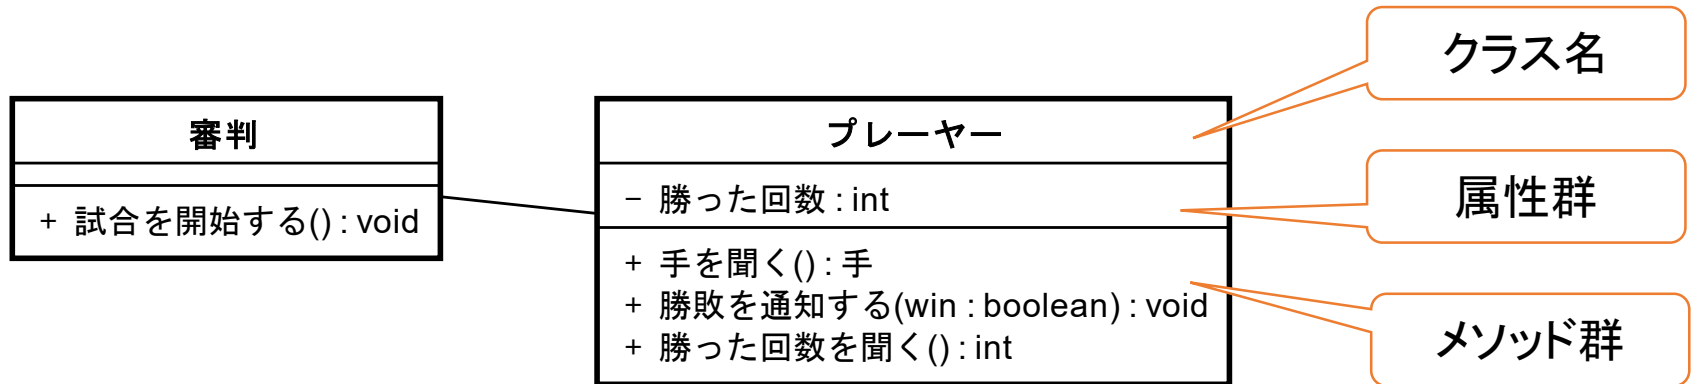 審判
+ 試合を開始する() : void
プレーヤー
− 勝った回数 : int
+ 手を聞く() : 手
+ 勝敗を通知する(win : boolean) : void
+ 勝った回数を聞く() : int
クラス名
属性群
メソッド群